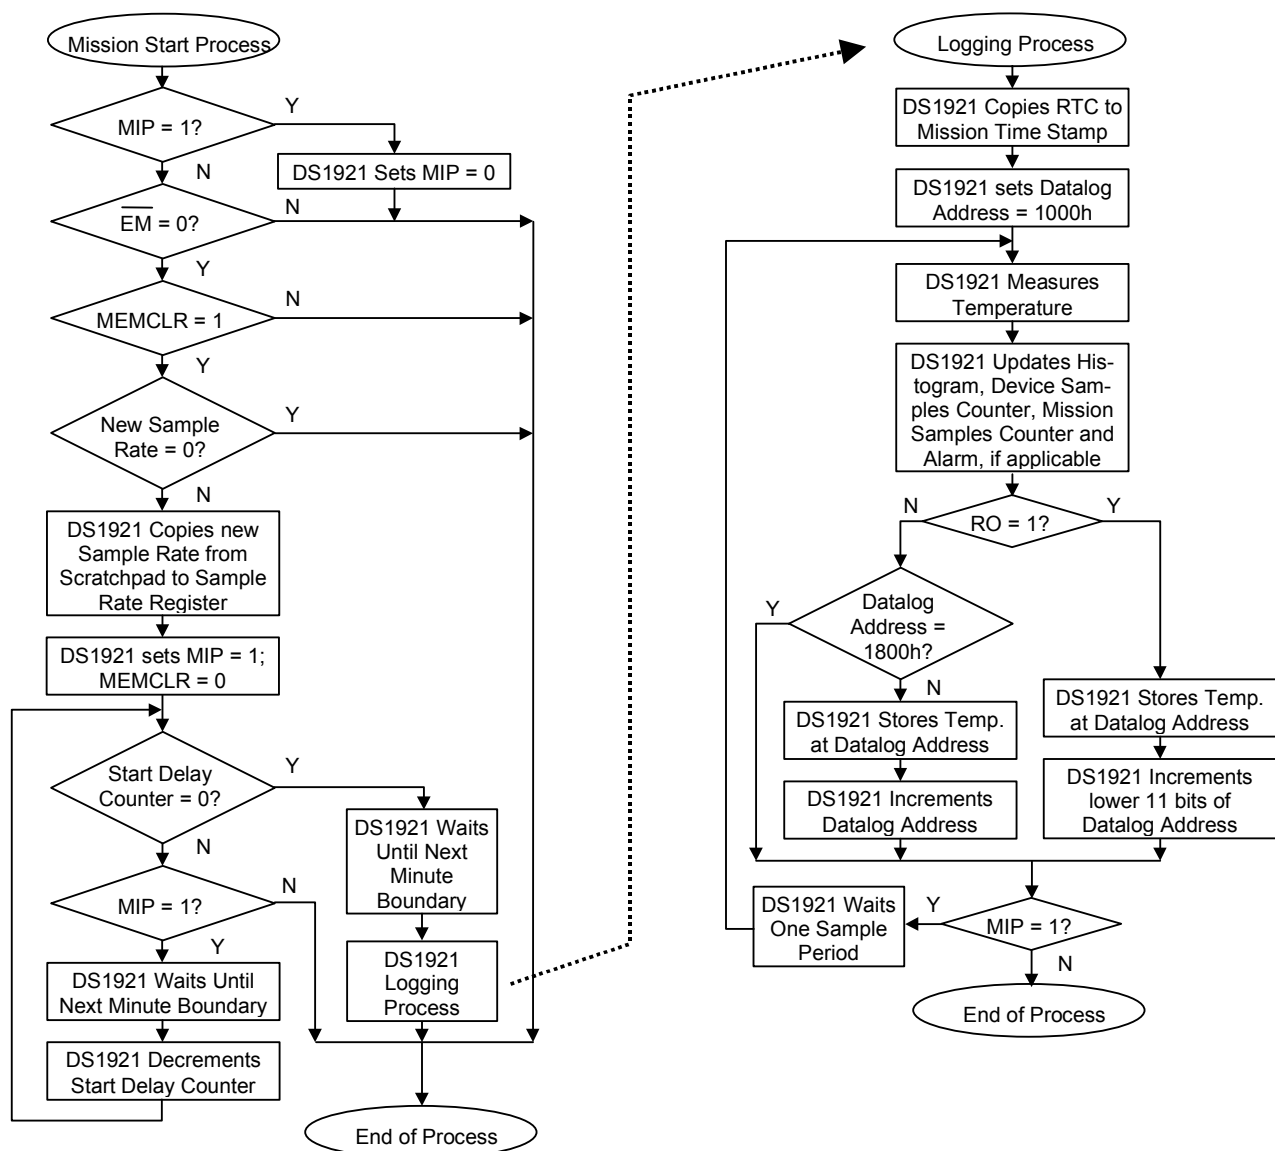 Mission Start Process
MIP = 1?
Y
N
DS1921 Sets MIP = 0
EM = 0?
N
Y
MEMCLR = 1
N
Y
New Sample
Rate = 0?
Y
N
DS1921 Copies new
Sample Rate from
Scratchpad to Sample
Rate Register
DS1921 sets MIP = 1;
MEMCLR = 0
Start Delay
Counter = 0?
Y
N
DS1921 Waits
Until Next
Minute
Boundary
MIP = 1?
N
Y
DS1921 Waits Until
Next Minute Boundary
DS1921
Logging
Process
DS1921 Decrements
Start Delay Counter
End of Process
Logging Process
DS1921 Copies RTC to
Mission Time Stamp
DS1921 sets Datalog
Address = 1000h
DS1921 Measures
Temperature
DS1921 Updates His-
togram, Device Sam-
ples Counter, Mission
Samples Counter and
Alarm, if applicable
N
RO = 1?
Y
Y
Datalog
Address =
1800h?
N
DS1921 Stores Temp.
at Datalog Address
DS1921 Increments
Datalog Address
DS1921 Stores Temp.
at Datalog Address
DS1921 Increments
lower 11 bits of
Datalog Address
DS1921 Waits
One Sample
Period
Y
MIP = 1?
N
End of Process